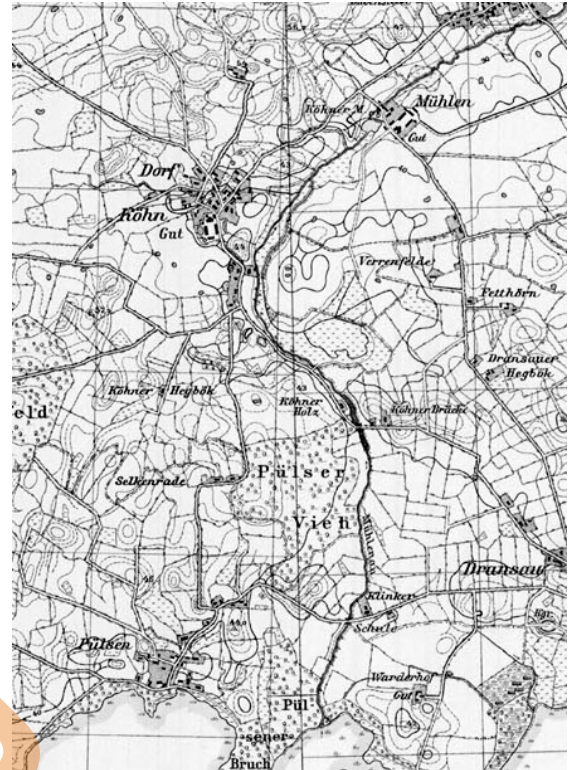 Köhner M.
Mühlen
Gut
Dorf
Köhn
Gut
Verrenfelde
Fetthörn
Dransauer
Hegbök
Köhner Hegbök
Köhner
Holz
Köhner Brücke
eld
Selkenrade
Pülser
Vieh
Mühlenau
Dransau
Klinker
Schule
Pülsen
Warderhof
Gut
Pül
sener
Bruch